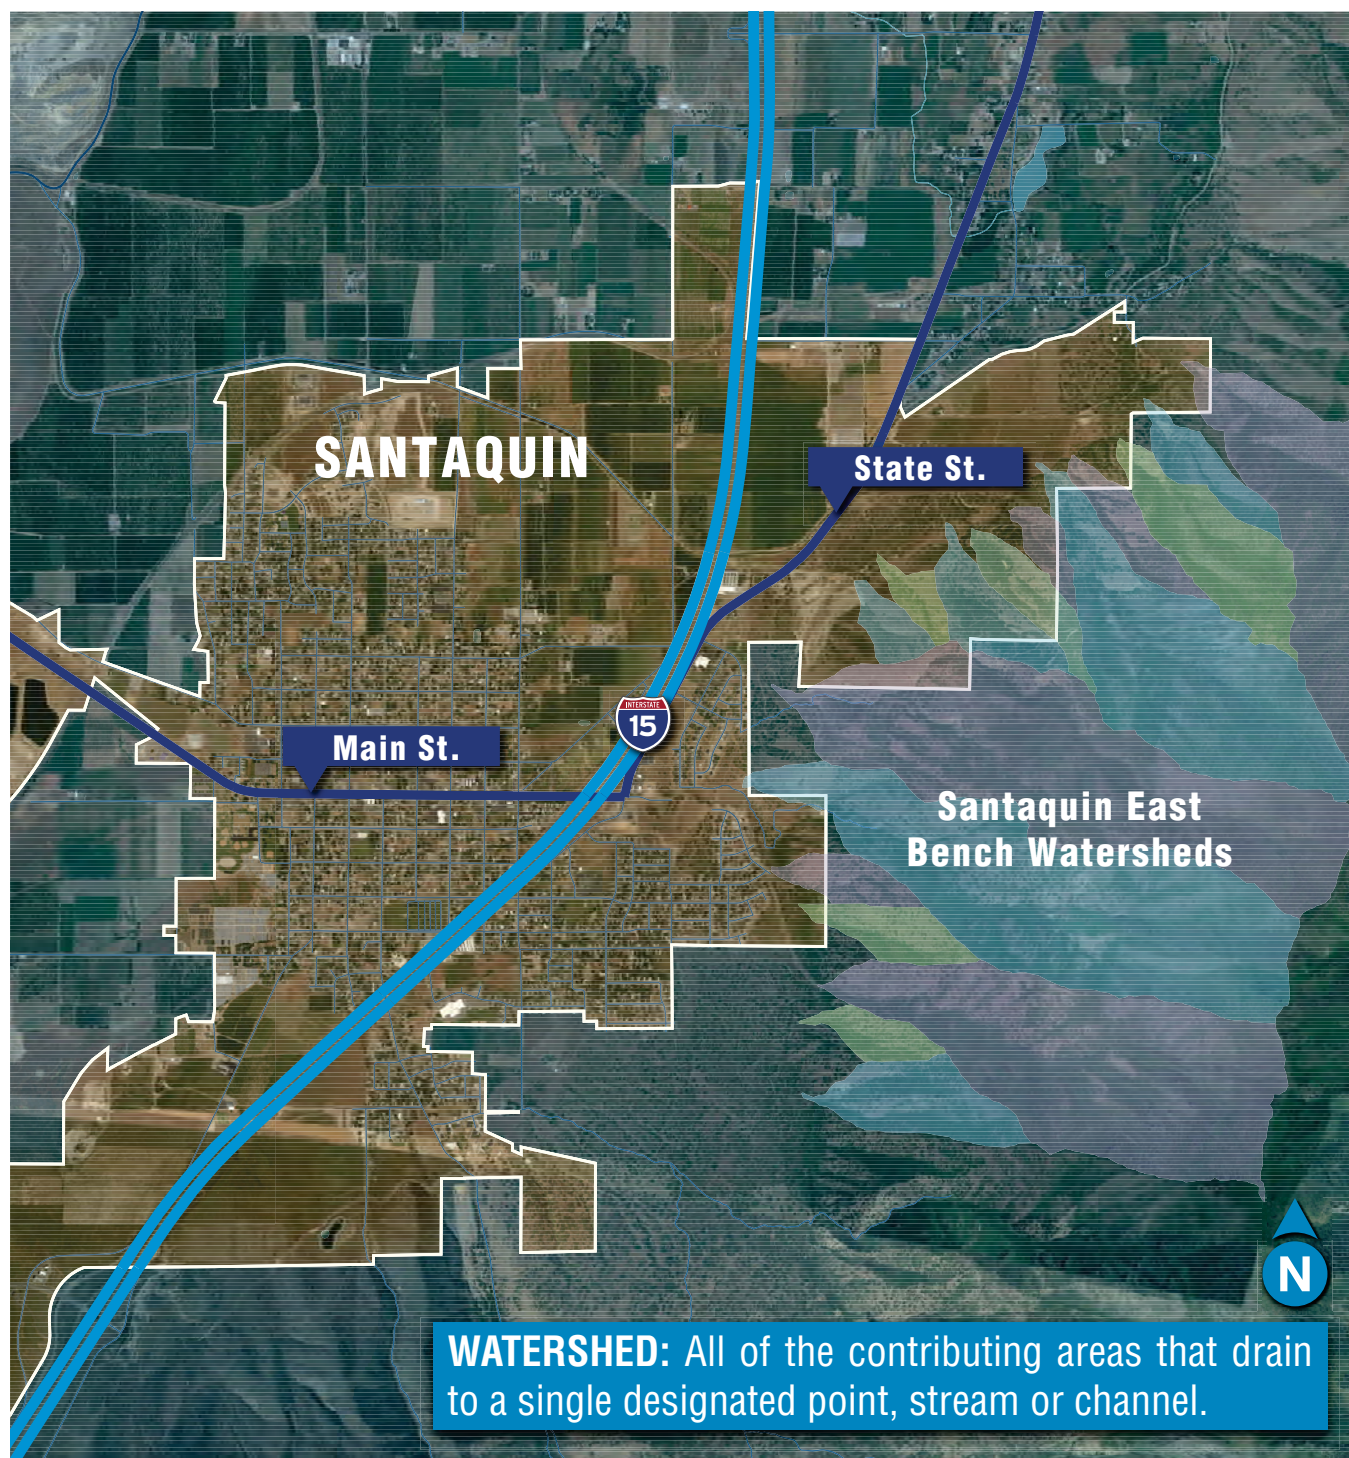 SANTAQUIN
State St.
INTERSTATE
15
Main St.
Santaquin East
Bench Watersheds
N
WATERSHED: All of the contributing areas that drain
to a single designated point, stream or channel.